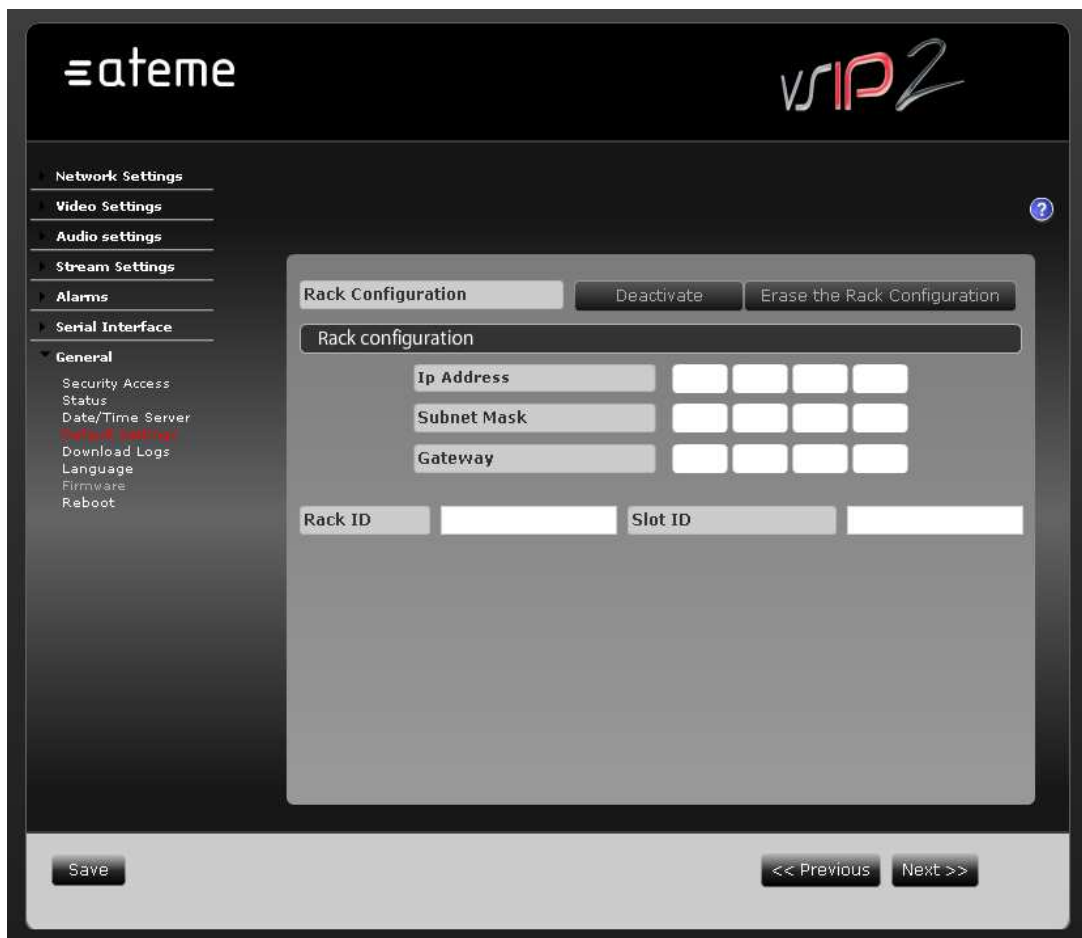 ateme
vsIP2
Network Settings
Video Settings
Audio settings
Stream Settings
Alarms
Serial Interface
General
Security Access
Status
Date/Time Server
Default Settings
Download Logs
Language
Firmware
Reboot
?
Rack Configuration Deactivate Erase the Rack Configuration
Rack configuration
Ip Address
Subnet Mask
Gateway
Rack ID Slot ID
Save << Previous Next >>